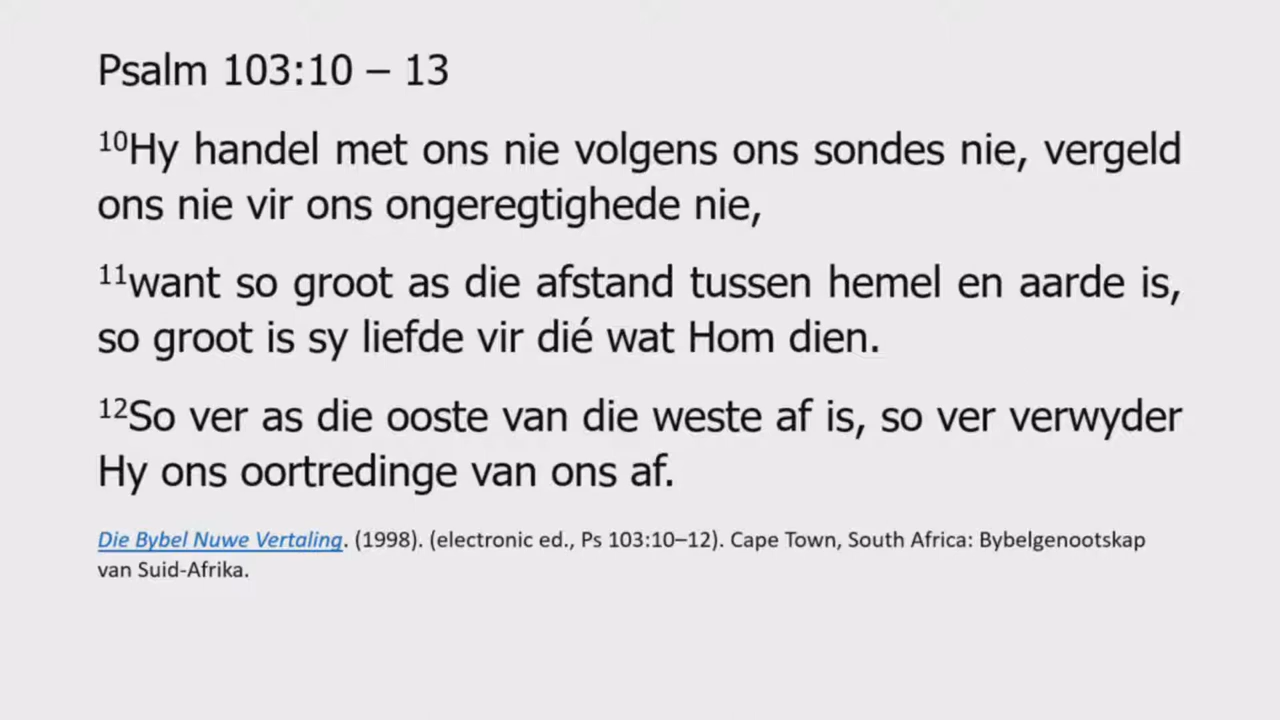 Psalm 103:10 – 13
¹⁰Hy handel met ons nie volgens ons sondes nie, vergeld
ons nie vir ons ongeregtighede nie,
¹¹want so groot as die afstand tussen hemel en aarde is,
so groot is sy liefde vir dié wat Hom dien.
¹²So ver as die ooste van die weste af is, so ver verwyder
Hy ons oortredinge van ons af.
Die Bybel Nuwe Vertaling. (1998). (electronic ed., Ps 103:10–12). Cape Town, South Africa: Bybelgenootskap
van Suid-Afrika.